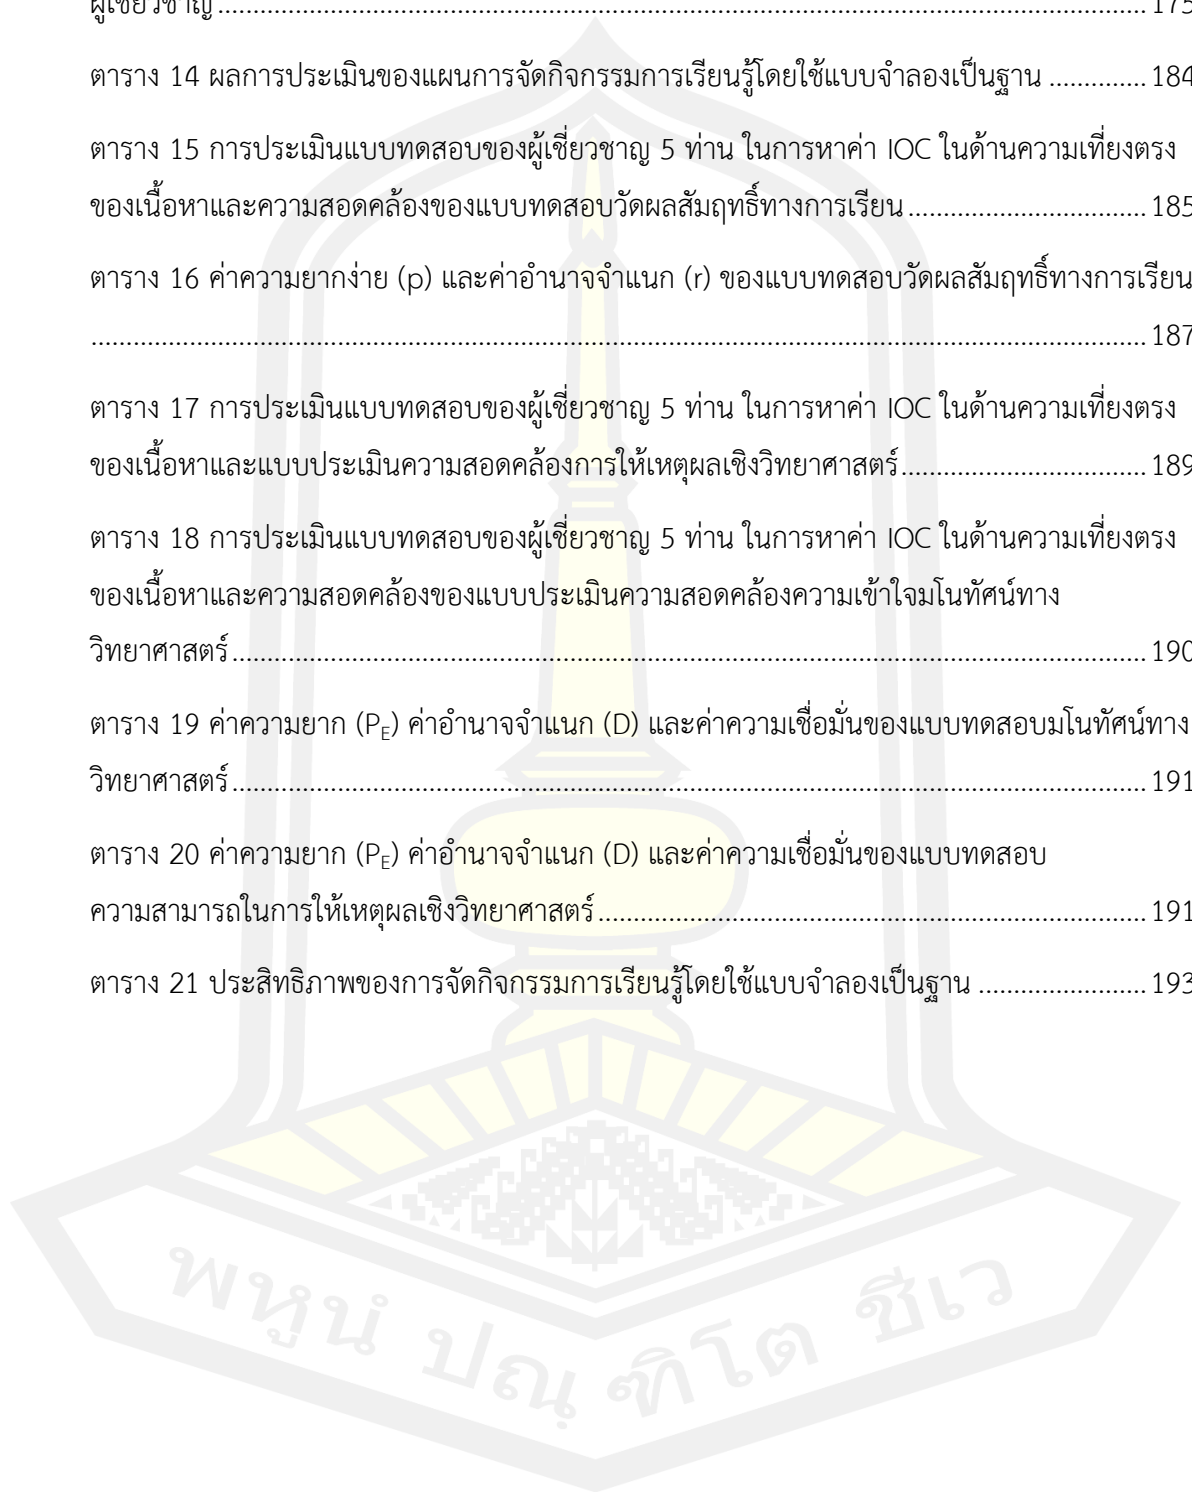 ผู้เชี่ยวชาญ.......................................................................................................................................... 175
ตาราง 14 ผลการประเมินของแผนการจัดกิจกรรมการเรียนรู้โดยใช้แบบจำลองเป็นฐาน .............. 184
ตาราง 15 การประเมินแบบทดสอบของผู้เชี่ยวชาญ 5 ท่าน ในการหาค่า IOC ในด้านความเที่ยงตรง
ของเนื้อหาและความสอดคล้องของแบบทดสอบวัดผลสัมฤทธิ์ทางการเรียน .................................. 185
ตาราง 16 ค่าความยากง่าย (p) และค่าอำนาจจำแนก (r) ของแบบทดสอบวัดผลสัมฤทธิ์ทางการเรียน
....................................................................................................................................................... 187
ตาราง 17 การประเมินแบบทดสอบของผู้เชี่ยวชาญ 5 ท่าน ในการหาค่า IOC ในด้านความเที่ยงตรง
ของเนื้อหาและแบบประเมินความสอดคล้องการให้เหตุผลเชิงวิทยาศาสตร์................................... 189
ตาราง 18 การประเมินแบบทดสอบของผู้เชี่ยวชาญ 5 ท่าน ในการหาค่า IOC ในด้านความเที่ยงตรง
ของเนื้อหาและความสอดคล้องของแบบประเมินความสอดคล้องความเข้าใจมโนทัศน์ทาง
วิทยาศาสตร์ ................................................................................................................................... 190
ตาราง 19 ค่าความยาก (P_E) ค่าอำนาจจำแนก (D) และค่าความเชื่อมั่นของแบบทดสอบมโนทัศน์ทาง
วิทยาศาสตร์ ................................................................................................................................... 191
ตาราง 20 ค่าความยาก (P_E) ค่าอำนาจจำแนก (D) และค่าความเชื่อมั่นของแบบทดสอบ
ความสามารถในการให้เหตุผลเชิงวิทยาศาสตร์ .............................................................................. 191
ตาราง 21 ประสิทธิภาพของการจัดกิจกรรมการเรียนรู้โดยใช้แบบจำลองเป็นฐาน ........................ 193
พหูนํ ปณฺฑิโต ชีเว